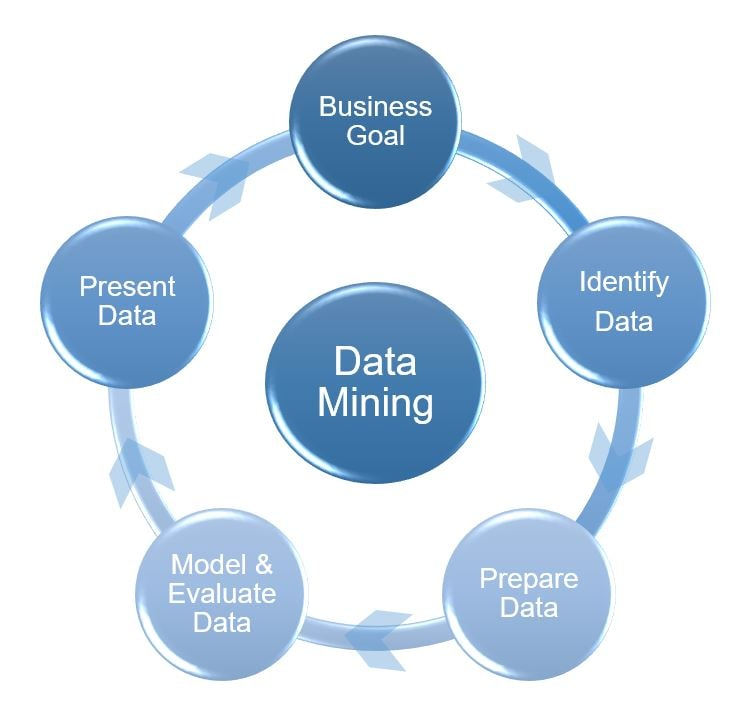 Business
Goal
Identify
Data
Prepare
Data
Model &
Evaluate
Data
Present
Data
Data
Mining